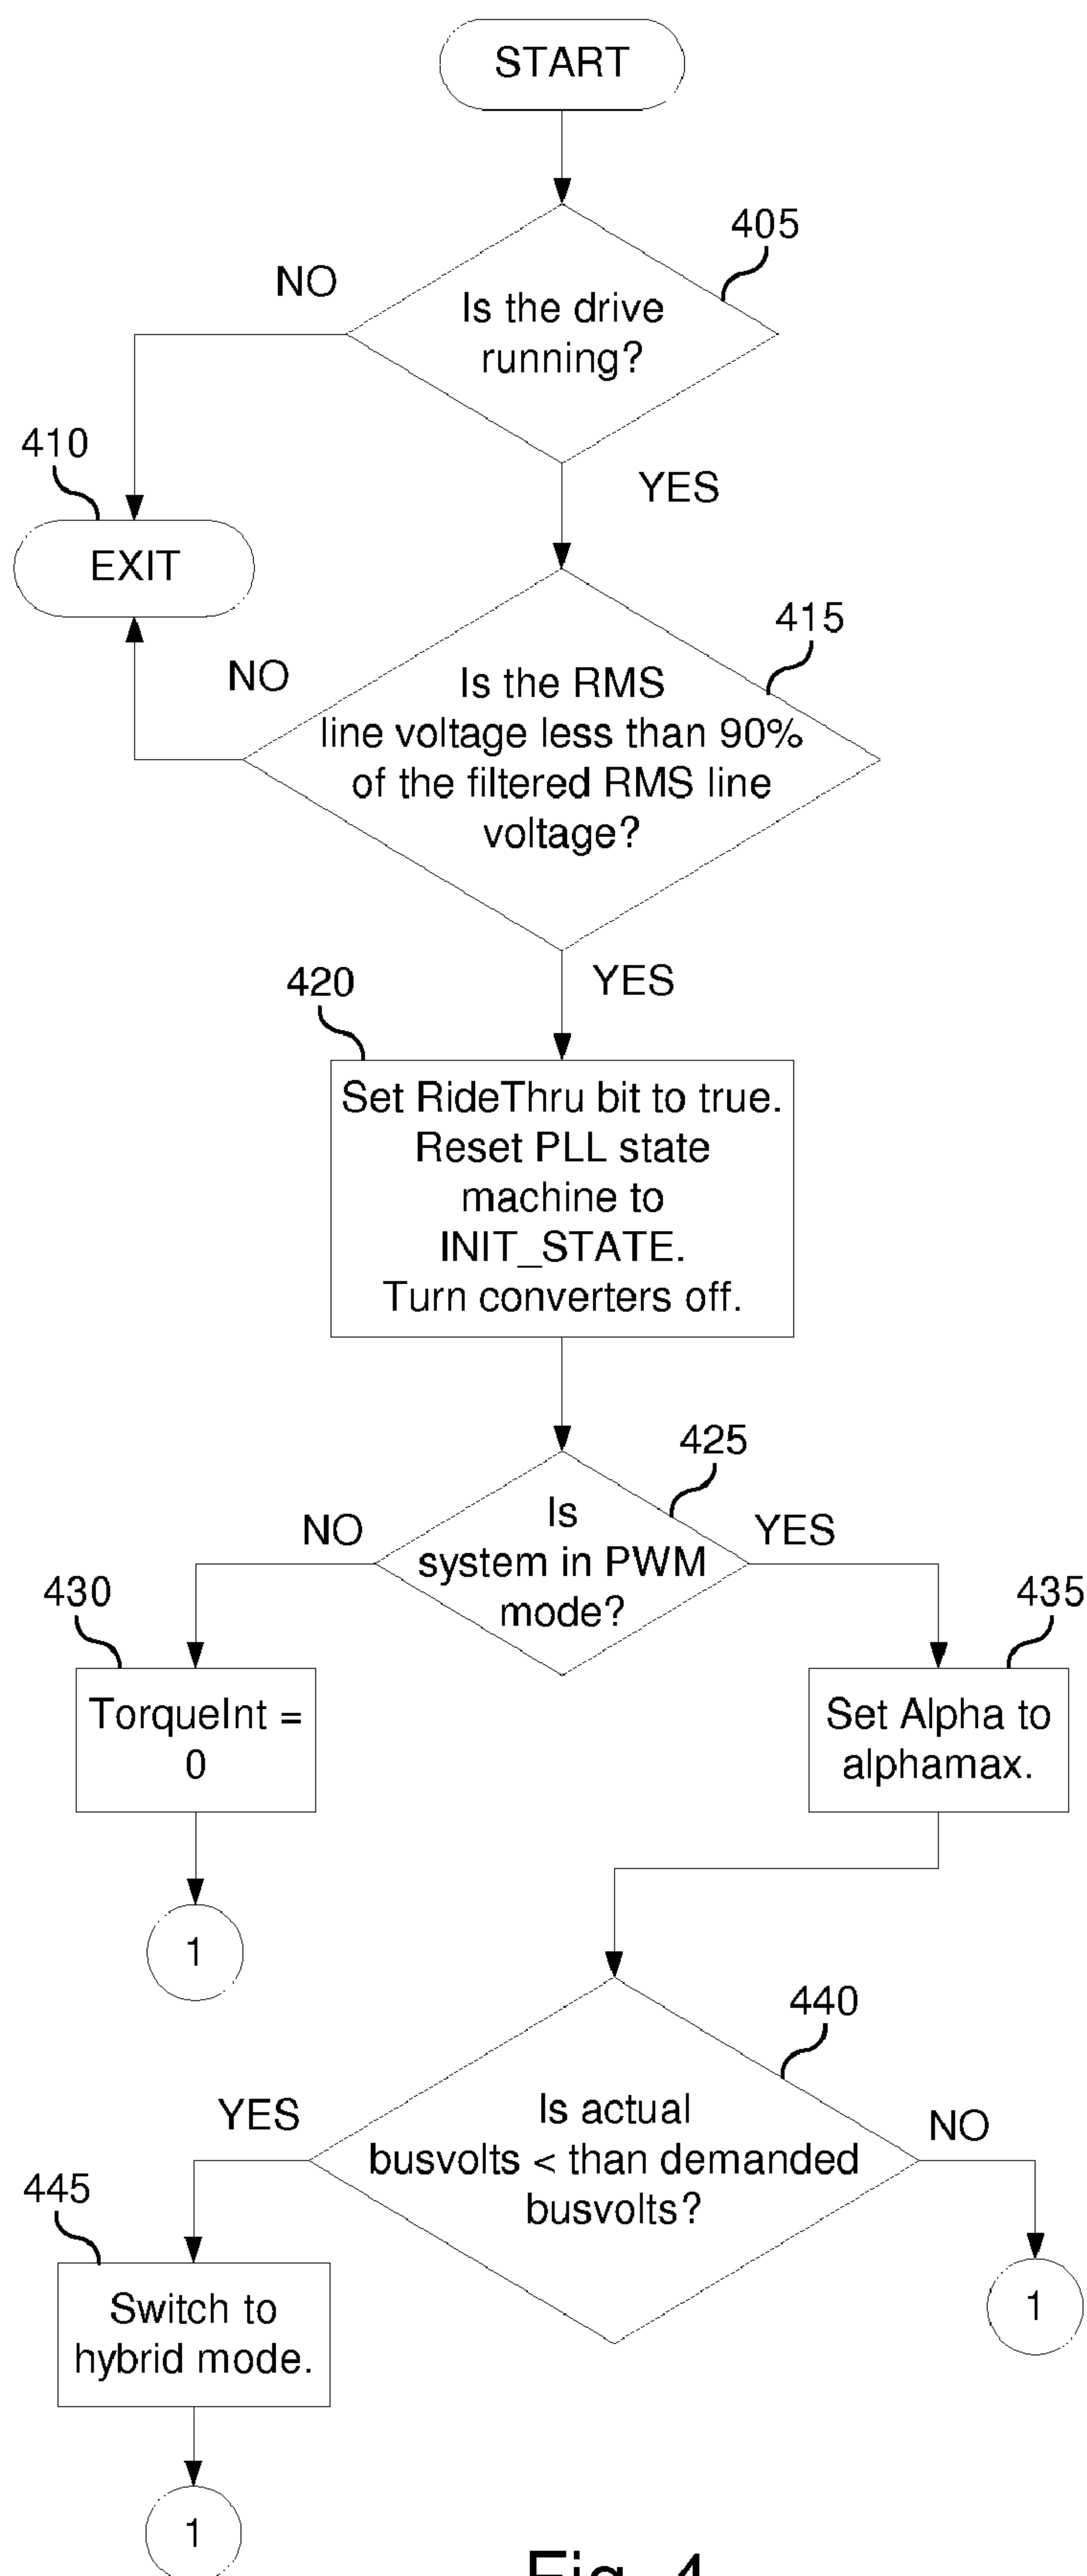 START
405
NO
Is the drive
running?
410
YES
EXIT
415
NO
Is the RMS
line voltage less than 90%
of the filtered RMS line
voltage?
420
YES
Set RideThru bit to true.
Reset PLL state
machine to
INIT_STATE.
Turn converters off.
425
NO
Is
system in PWM
mode?
YES
430
435
TorqueInt =
0
Set Alpha to
alphamax.
1
440
YES
Is actual
busvolts < than demanded
busvolts?
NO
445
Switch to
hybrid mode.
1
1
Fig. 4